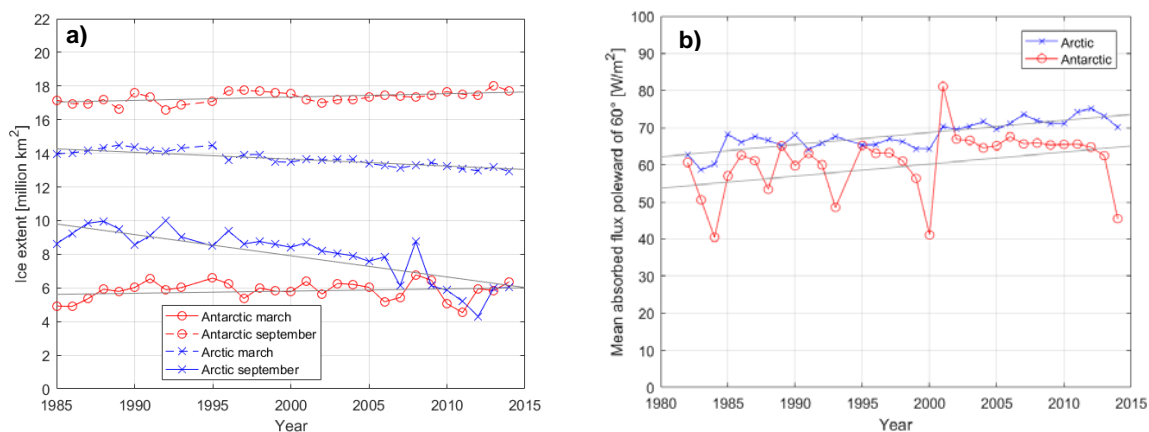 a)
Ice extent [million km²]
22
20
18
16
14
12
10
8
6
4
2
0
1985 1990 1995 2000 2005 2010 2015
Year
Antarctic march
Antarctic september
Arctic march
Arctic september
b)
Mean absorbed flux poleward of 60° [W/m²]
100
90
80
70
60
50
40
30
20
10
0
1980 1985 1990 1995 2000 2005 2010 2015
Year
Arctic
Antarctic